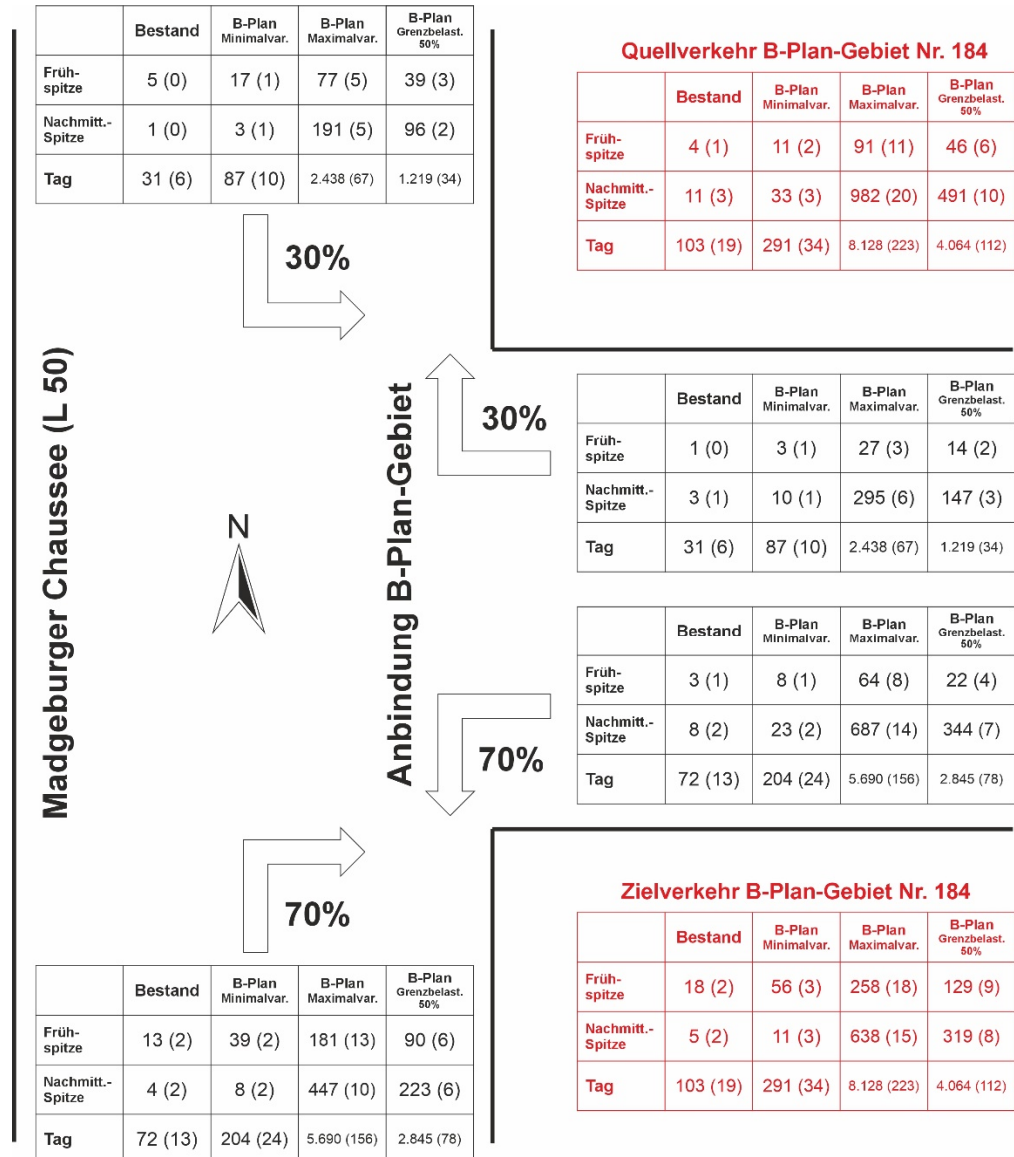 Bestand B-Plan Minimalvar. B-Plan Maximalvar. B-Plan Grenzbelast. 50%
Früh-spitze 5 (0) 17 (1) 77 (5) 39 (3)
Nachmitt.-Spitze 1 (0) 3 (1) 191 (5) 96 (2)
Tag 31 (6) 87 (10) 2.438 (67) 1.219 (34)
30%
Quellverkehr B-Plan-Gebiet Nr. 184
Bestand B-Plan Minimalvar. B-Plan Maximalvar. B-Plan Grenzbelast. 50%
Früh-spitze 4 (1) 11 (2) 91 (11) 46 (6)
Nachmitt.-Spitze 11 (3) 33 (3) 982 (20) 491 (10)
Tag 103 (19) 291 (34) 8.128 (223) 4.064 (112)
Madgeburger Chaussee (L 50)
N
Anbindung B-Plan-Gebiet
30%
Bestand B-Plan Minimalvar. B-Plan Maximalvar. B-Plan Grenzbelast. 50%
Früh-spitze 1 (0) 3 (1) 27 (3) 14 (2)
Nachmitt.-Spitze 3 (1) 10 (1) 295 (6) 147 (3)
Tag 31 (6) 87 (10) 2.438 (67) 1.219 (34)
70%
Bestand B-Plan Minimalvar. B-Plan Maximalvar. B-Plan Grenzbelast. 50%
Früh-spitze 3 (1) 8 (1) 64 (8) 22 (4)
Nachmitt.-Spitze 8 (2) 23 (2) 687 (14) 344 (7)
Tag 72 (13) 204 (24) 5.690 (156) 2.845 (78)
70%
Bestand B-Plan Minimalvar. B-Plan Maximalvar. B-Plan Grenzbelast. 50%
Früh-spitze 13 (2) 39 (2) 181 (13) 90 (6)
Nachmitt.-Spitze 4 (2) 8 (2) 447 (10) 223 (6)
Tag 72 (13) 204 (24) 5.690 (156) 2.845 (78)
Zielverkehr B-Plan-Gebiet Nr. 184
Bestand B-Plan Minimalvar. B-Plan Maximalvar. B-Plan Grenzbelast. 50%
Früh-spitze 18 (2) 56 (3) 258 (18) 129 (9)
Nachmitt.-Spitze 5 (2) 11 (3) 638 (15) 319 (8)
Tag 103 (19) 291 (34) 8.128 (223) 4.064 (112)